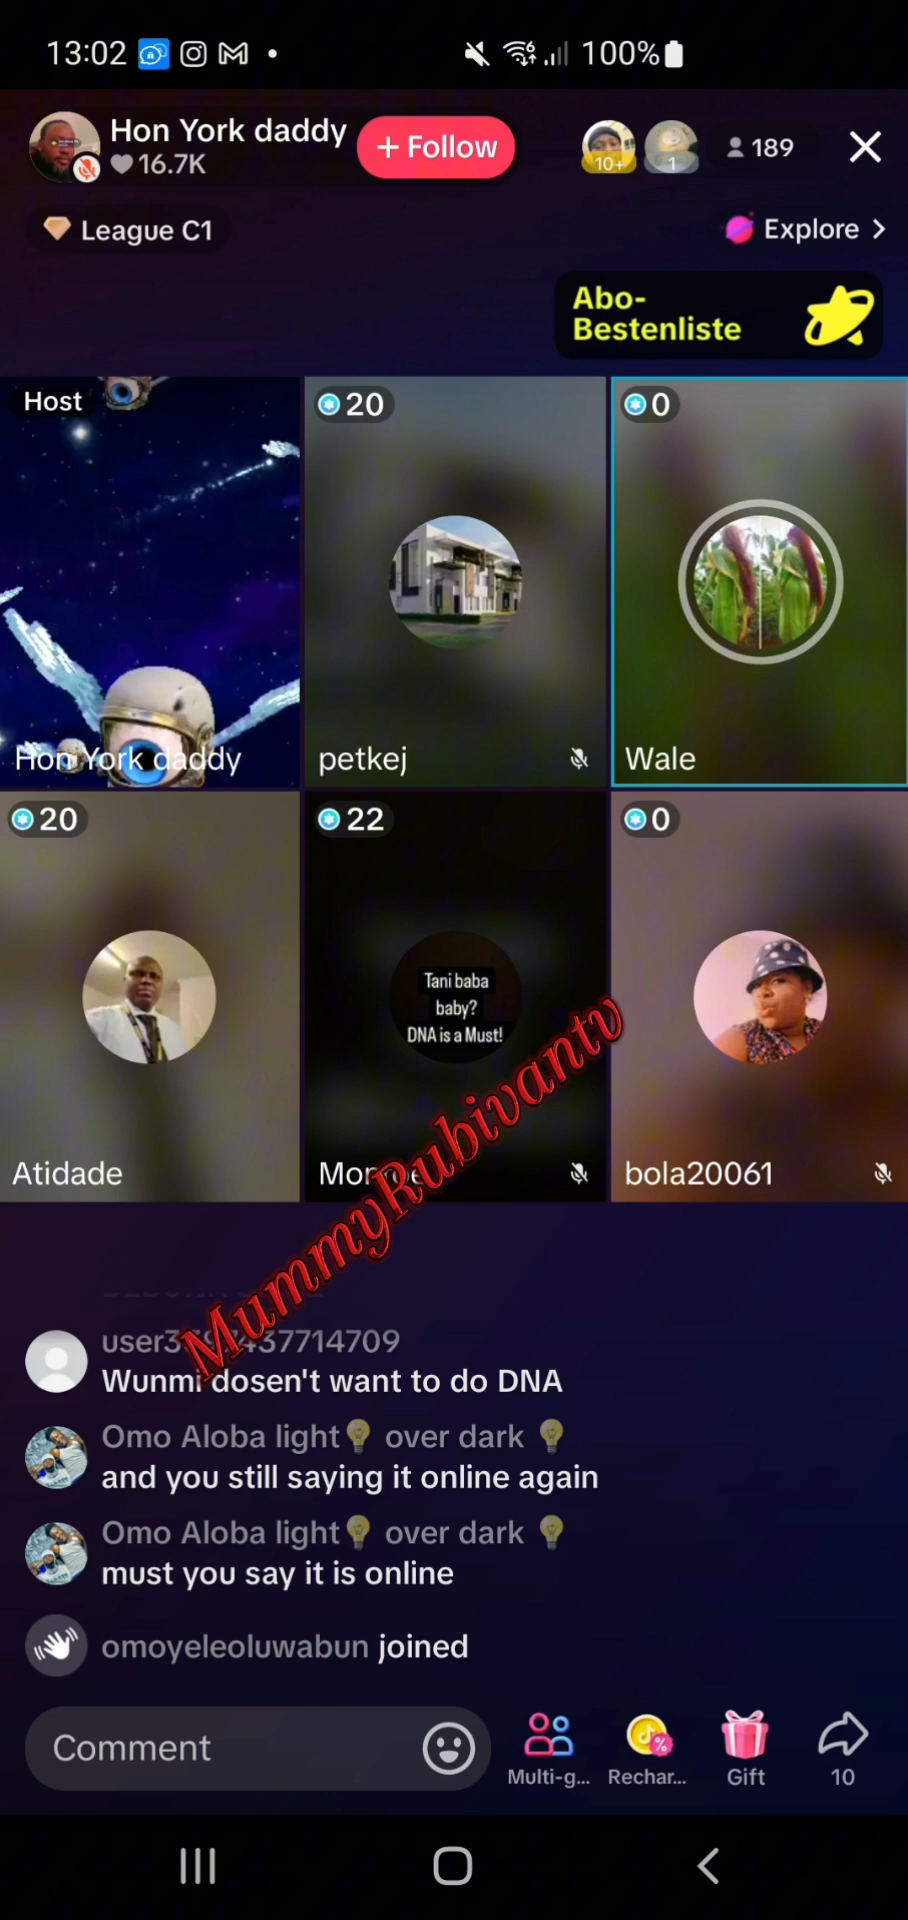 13:02
100%
Hon York daddy
16.7K
+ Follow
10+
1
189
League C1
Explore >
Abo-
Bestenliste
Host
20
0
Hon York daddy
petkej
Wale
20
22
0
Tani baba
baby?
DNA is a Must!
Atidade
bola20061
MummyRubivantv
Wunmi dosen't want to do DNA
Omo Aloba light💡 over dark 💡
and you still saying it online again
Omo Aloba light💡 over dark 💡
must you say it is online
omoyeleoluwabun joined
Comment
Multi-g...
Rechar...
Gift
10